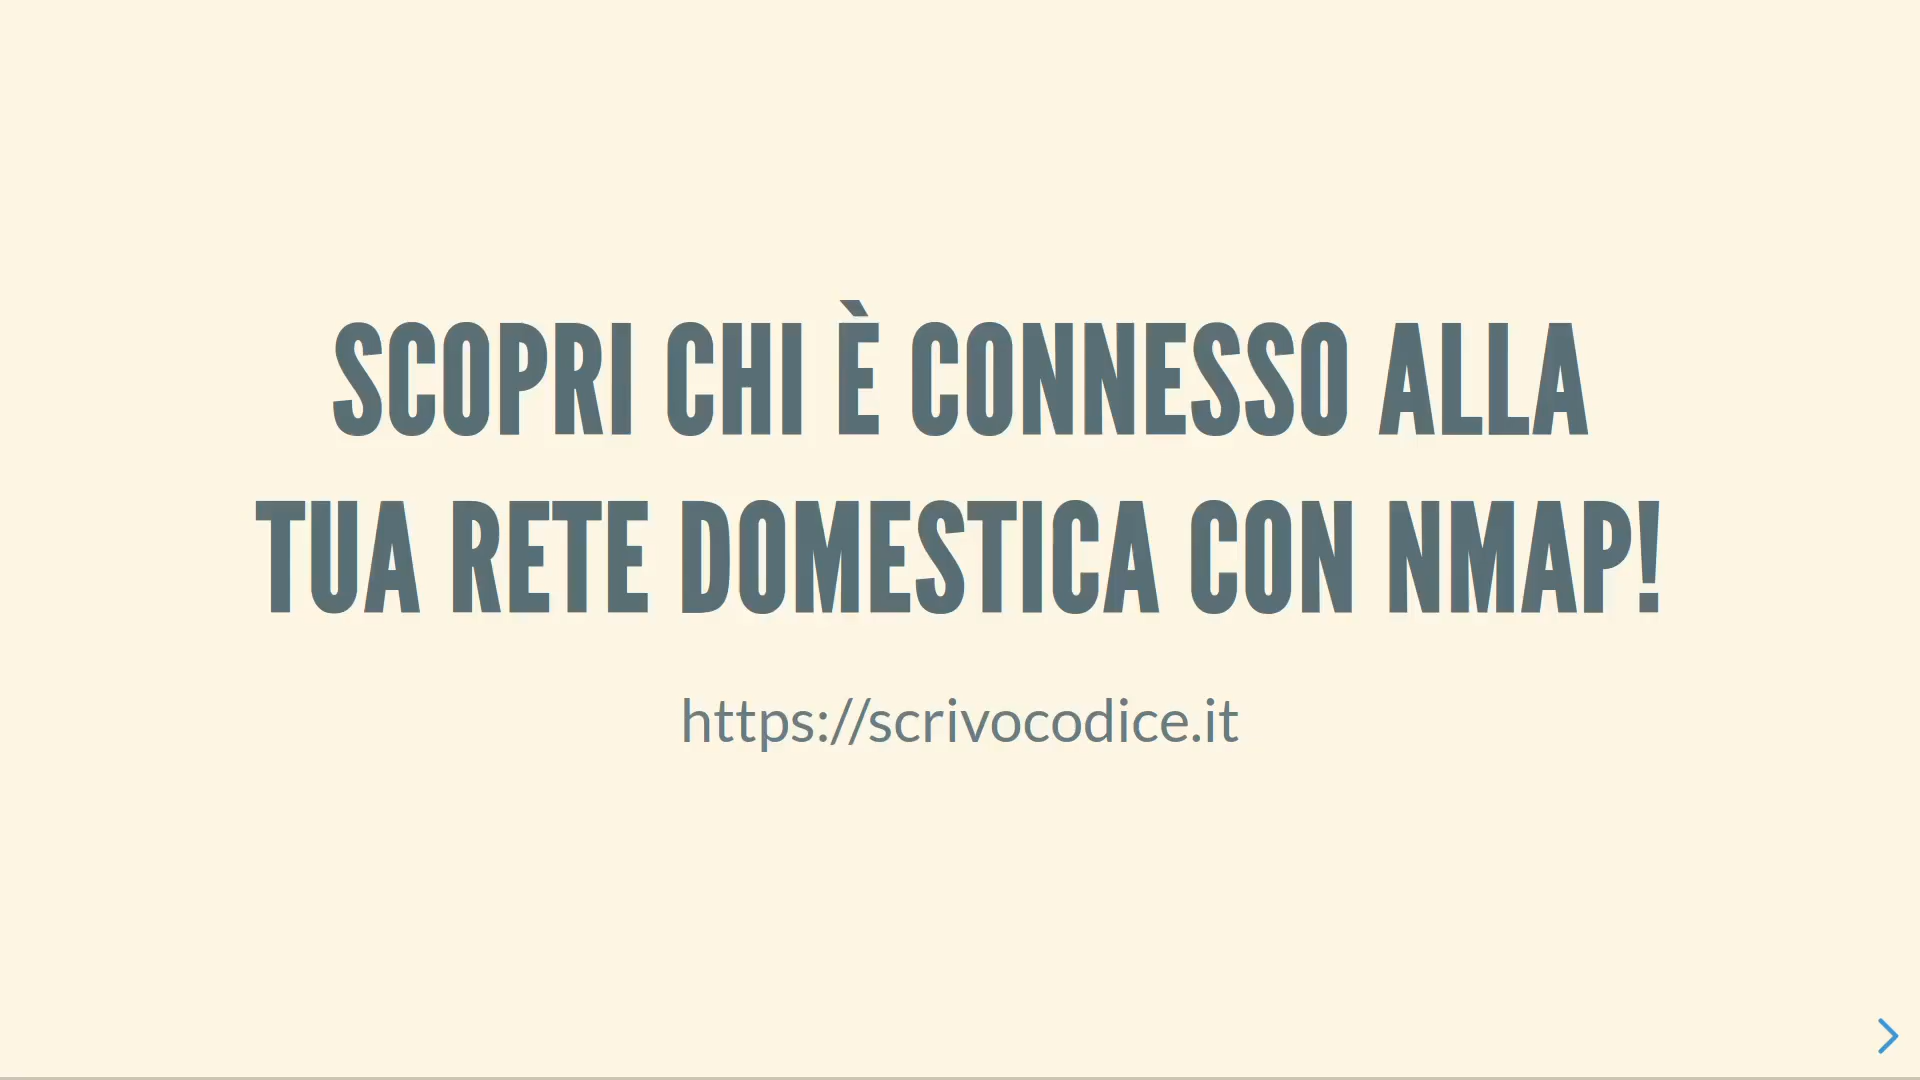 SCOPRI CHI È CONNESSO ALLA
TUA RETE DOMESTICA CON NMAP!
https://scrivocodice.it